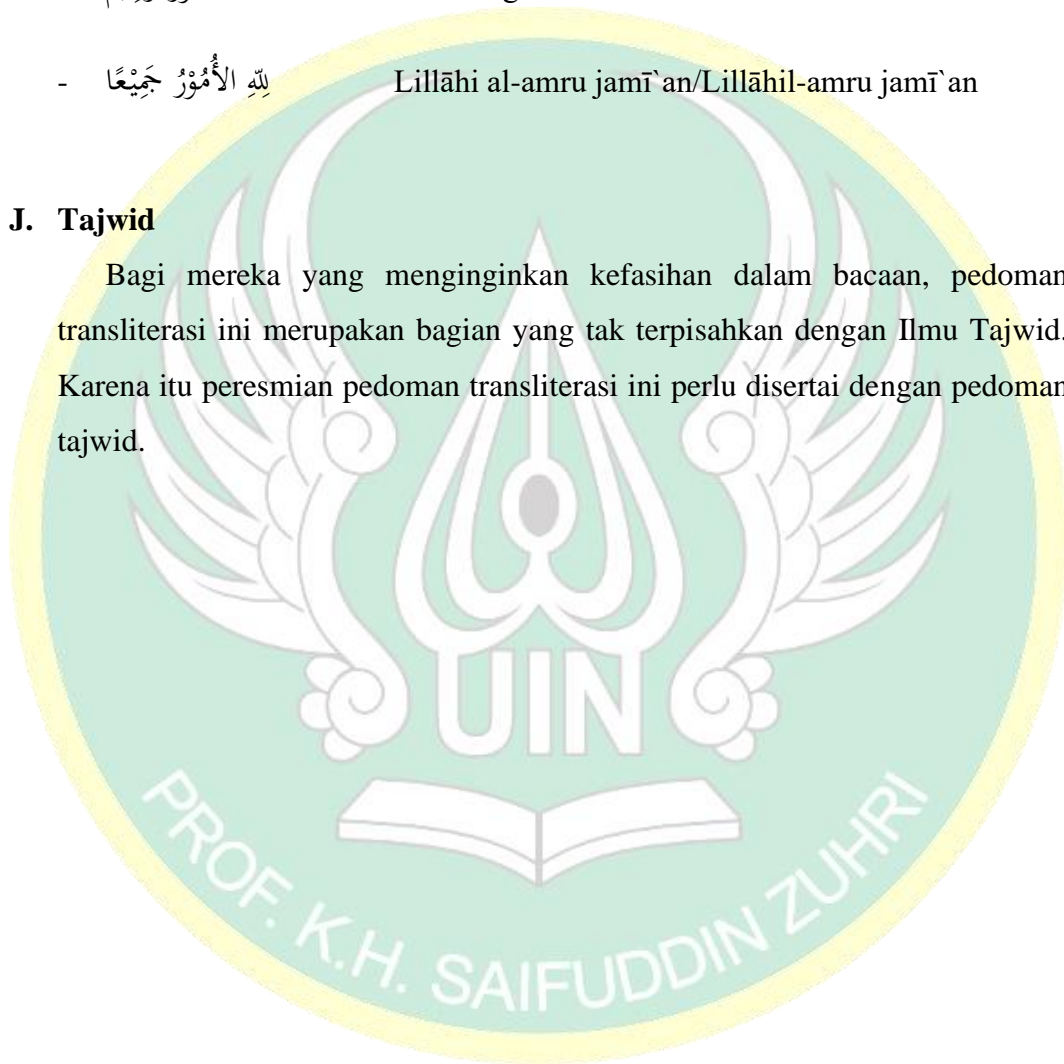 - لِلّهِ الأُمُوْرُ جَمِيْعًا Lillāhi al-amru jamī`an/Lillāhil-amru jamī`an
J. Tajwid
Bagi mereka yang menginginkan kefasihan dalam bacaan, pedoman
transliterasi ini merupakan bagian yang tak terpisahkan dengan Ilmu Tajwid.
Karena itu peresmian pedoman transliterasi ini perlu disertai dengan pedoman
tajwid.
UIN
PROF. K.H. SAIFUDDIN ZUHRI